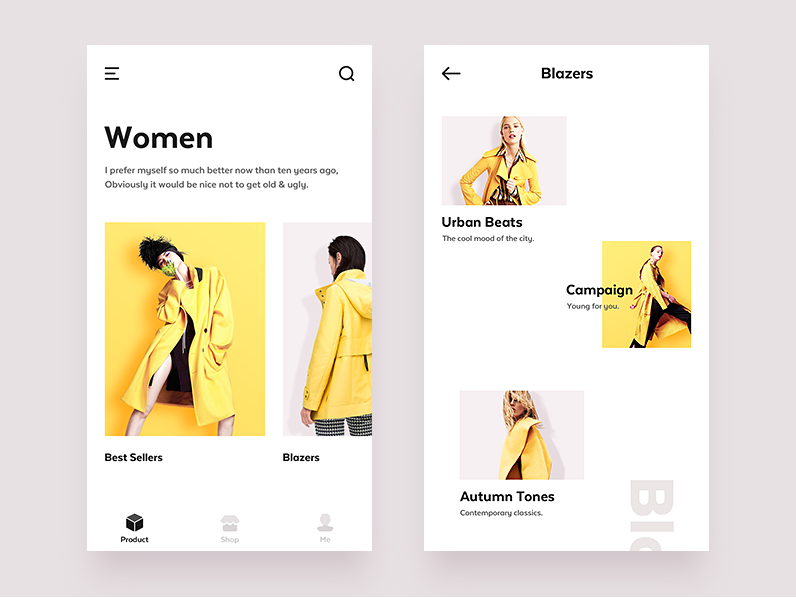 Women
I prefer myself so much better now than ten years ago,
Obviously it would be nice not to get old & ugly.
Best Sellers
Blazers
Product
Shop
Me
Blazers
Urban Beats
The cool mood of the city.
Campaign
Young for you.
Autumn Tones
Contemporary classics.